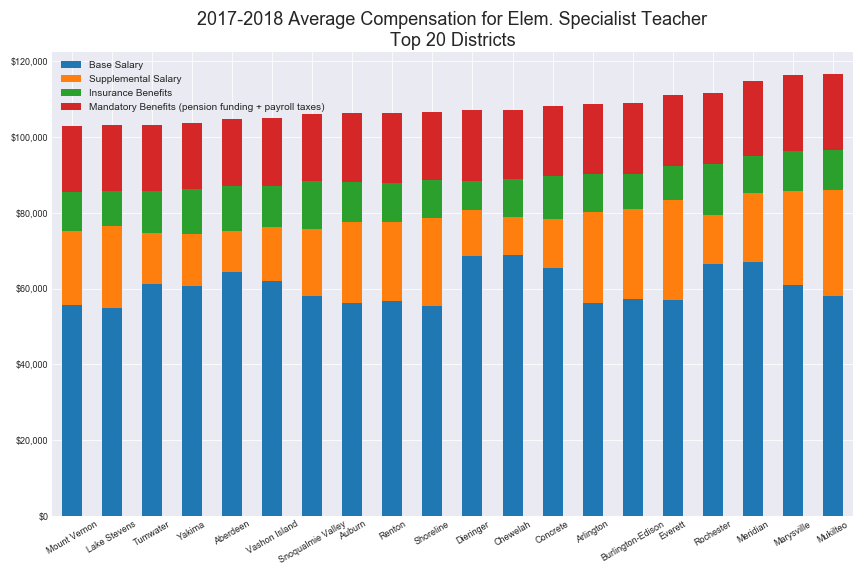 2017-2018 Average Compensation for Elem. Specialist Teacher
Top 20 Districts
$120,000
$100,000
$80,000
$60,000
$40,000
$20,000
$0
Base Salary
Supplemental Salary
Insurance Benefits
Mandatory Benefits (pension funding + payroll taxes)
Mount Vernon
Lake Stevens
Tumwater
Yakima
Aberdeen
Vashon Island
Snoqualmie Valley
Auburn
Renton
Shoreline
Dieringer
Chewelah
Concrete
Arlington
Burlington-Edison
Everett
Rochester
Meridian
Marysville
Mukilteo